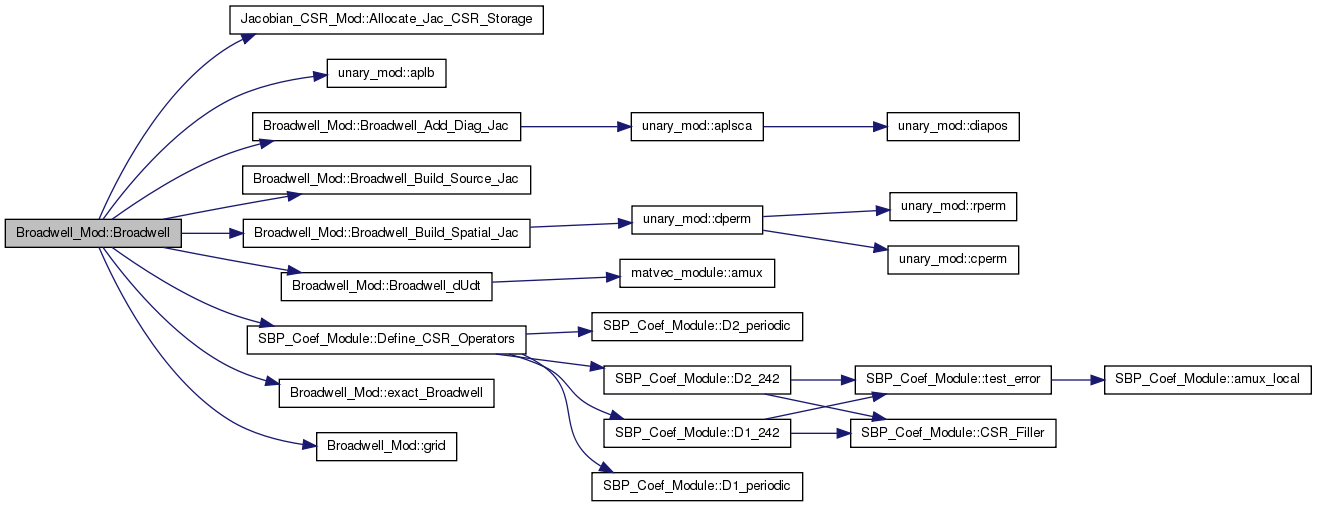 Jacobian_CSR_Mod::Allocate_Jac_CSR_Storage
unary_mod::aplb
Broadwell_Mod::Broadwell_Add_Diag_Jac
unary_mod::aplsca
unary_mod::diapos
Broadwell_Mod::Broadwell_Build_Source_Jac
Broadwell_Mod::Broadwell
Broadwell_Mod::Broadwell_Build_Spatial_Jac
unary_mod::dperm
unary_mod::rperm
unary_mod::cperm
Broadwell_Mod::Broadwell_dUdt
matvec_module::amux
SBP_Coef_Module::Define_CSR_Operators
SBP_Coef_Module::D2_periodic
SBP_Coef_Module::D2_242
SBP_Coef_Module::test_error
SBP_Coef_Module::amux_local
Broadwell_Mod::exact_Broadwell
SBP_Coef_Module::D1_242
SBP_Coef_Module::CSR_Filler
Broadwell_Mod::grid
SBP_Coef_Module::D1_periodic